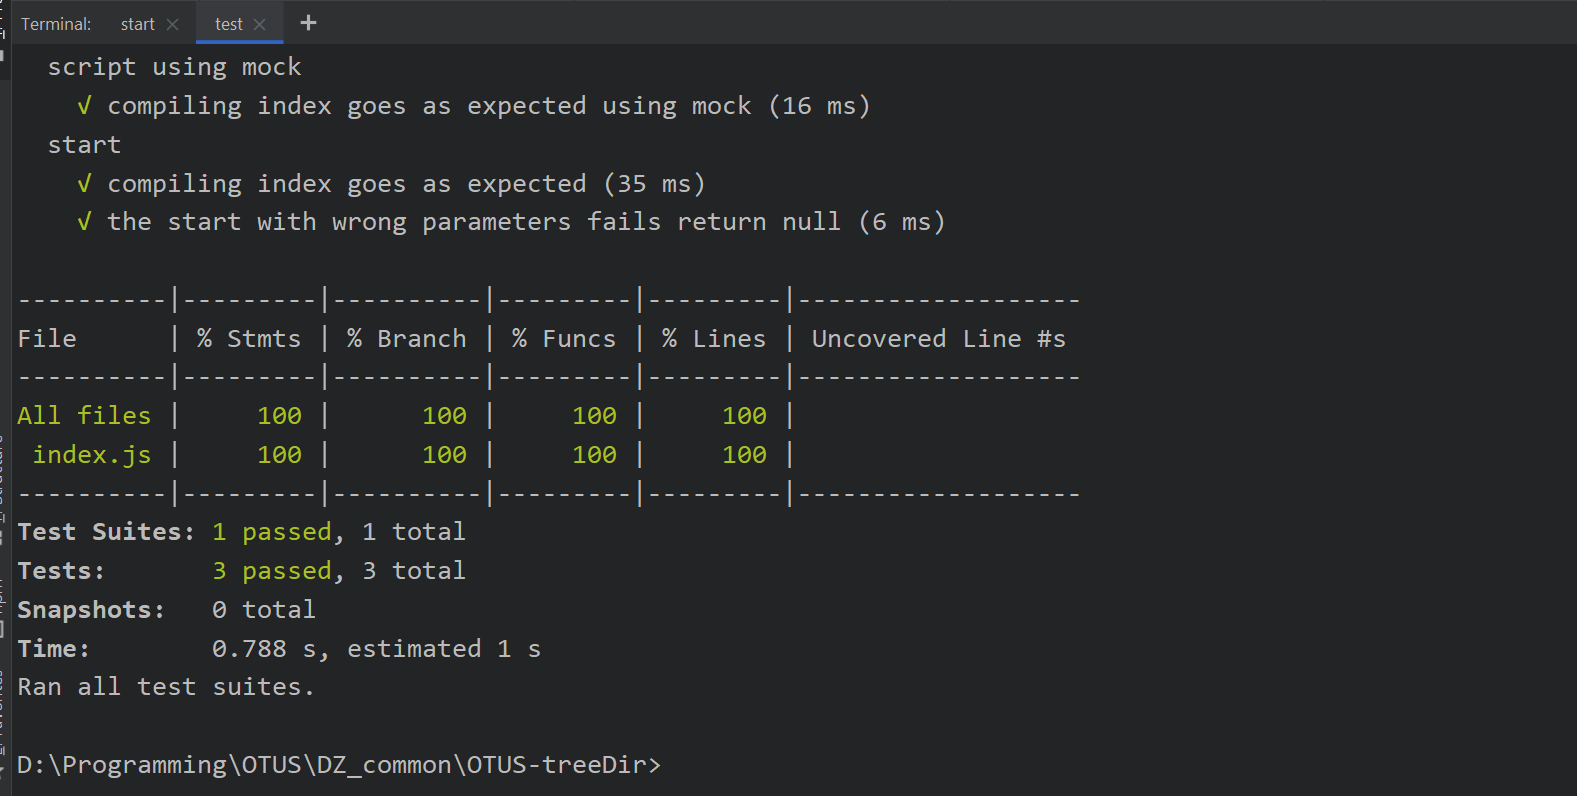 Terminal: start × test × +
script using mock
√ compiling index goes as expected using mock (16 ms)
start
√ compiling index goes as expected (35 ms)
√ the start with wrong parameters fails return null (6 ms)
----------|---------|----------|---------|---------|-------------------
File      | % Stmts | % Branch | % Funcs | % Lines | Uncovered Line #s
----------|---------|----------|---------|---------|-------------------
All files |     100 |      100 |     100 |     100 |
 index.js |     100 |      100 |     100 |     100 |
----------|---------|----------|---------|---------|-------------------
Test Suites: 1 passed, 1 total
Tests:       3 passed, 3 total
Snapshots:   0 total
Time:        0.788 s, estimated 1 s
Ran all test suites.
D:\Programming\OTUS\DZ_common\OTUS-treeDir>